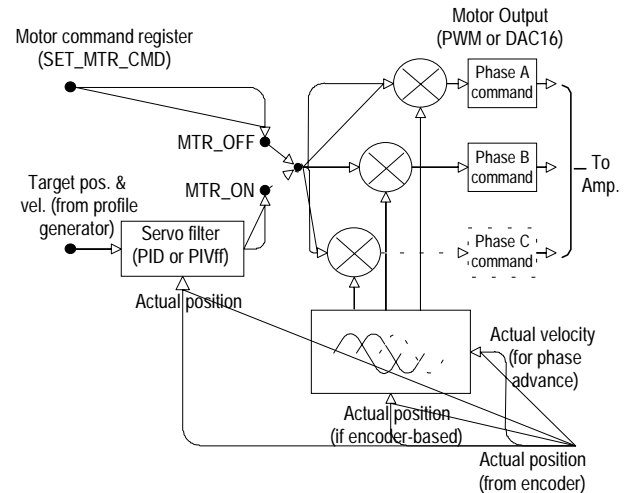 Motor Output
(PWM or DAC16)
Motor command register
(SET_MTR_CMD)
Phase A
command
MTR_OFF
Phase B
command
To
Amp.
Target pos. &
vel. (from profile
generator)
MTR_ON
Servo filter
(PID or PIVff)
Phase C
command
Actual position
Actual velocity
(for phase
advance)
Actual position
(if encoder-based)
Actual position
(from encoder)